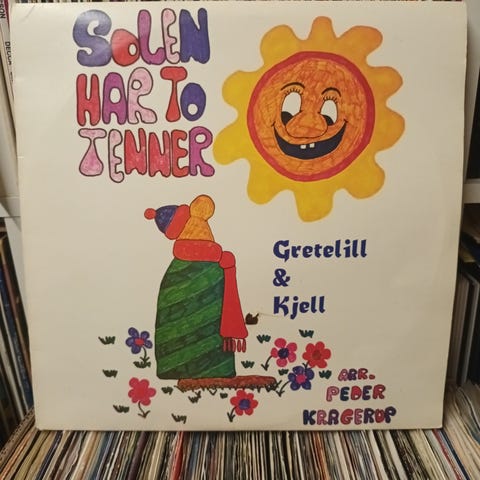 SOLEN
HAR TO
TENNER
Gretelill
&
Kjell
ARR.
PEDER
KRAGERUP